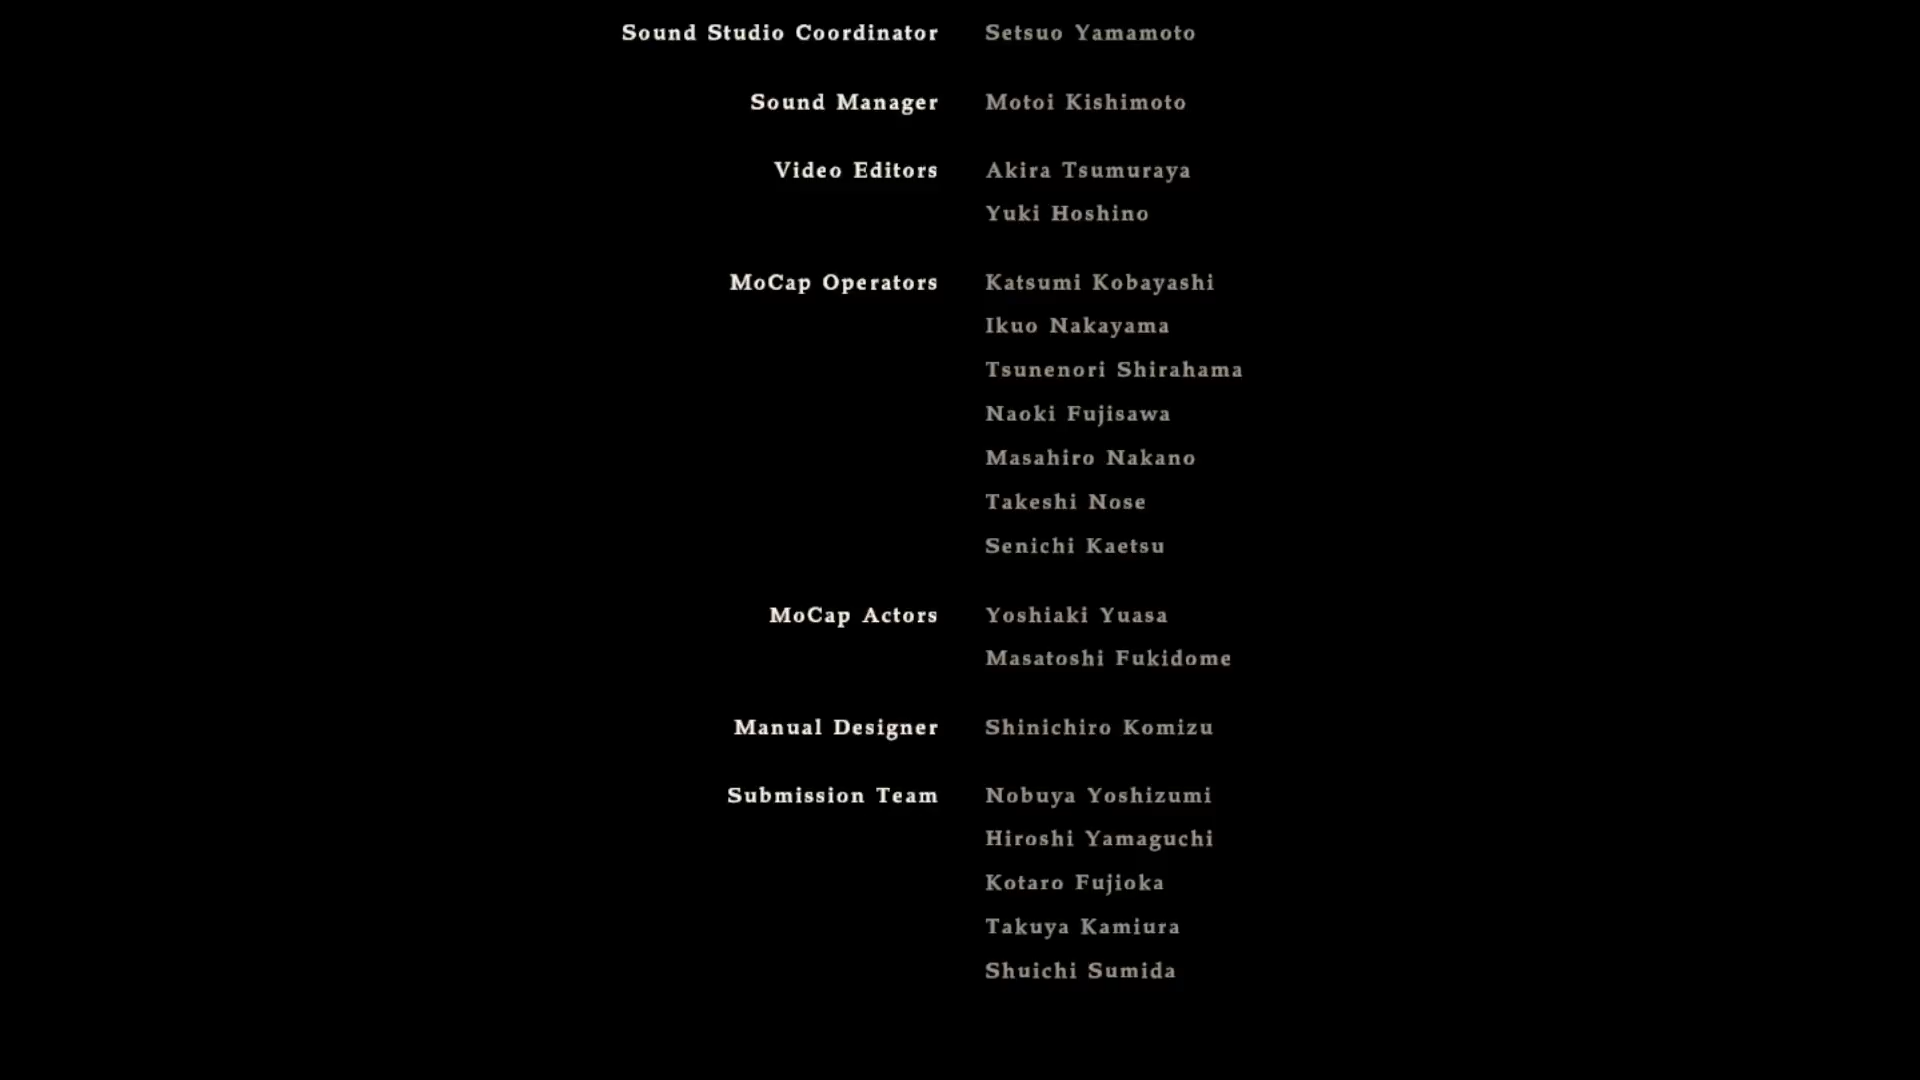 Sound Studio Coordinator Setsuo Yamamoto
Sound Manager Motoi Kishimoto
Video Editors Akira Tsumuraya
Yuki Hoshino
MoCap Operators Katsumi Kobayashi
Ikuo Nakayama
Tsunenori Shirahama
Naoki Fujisawa
Masahiro Nakano
Takeshi Nose
Senichi Kaetsu
MoCap Actors Yoshiaki Yuasa
Masatoshi Fukidome
Manual Designer Shinichiro Komizu
Submission Team Nobuya Yoshizumi
Hiroshi Yamaguchi
Kotaro Fujioka
Takuya Kamiura
Shuichi Sumida